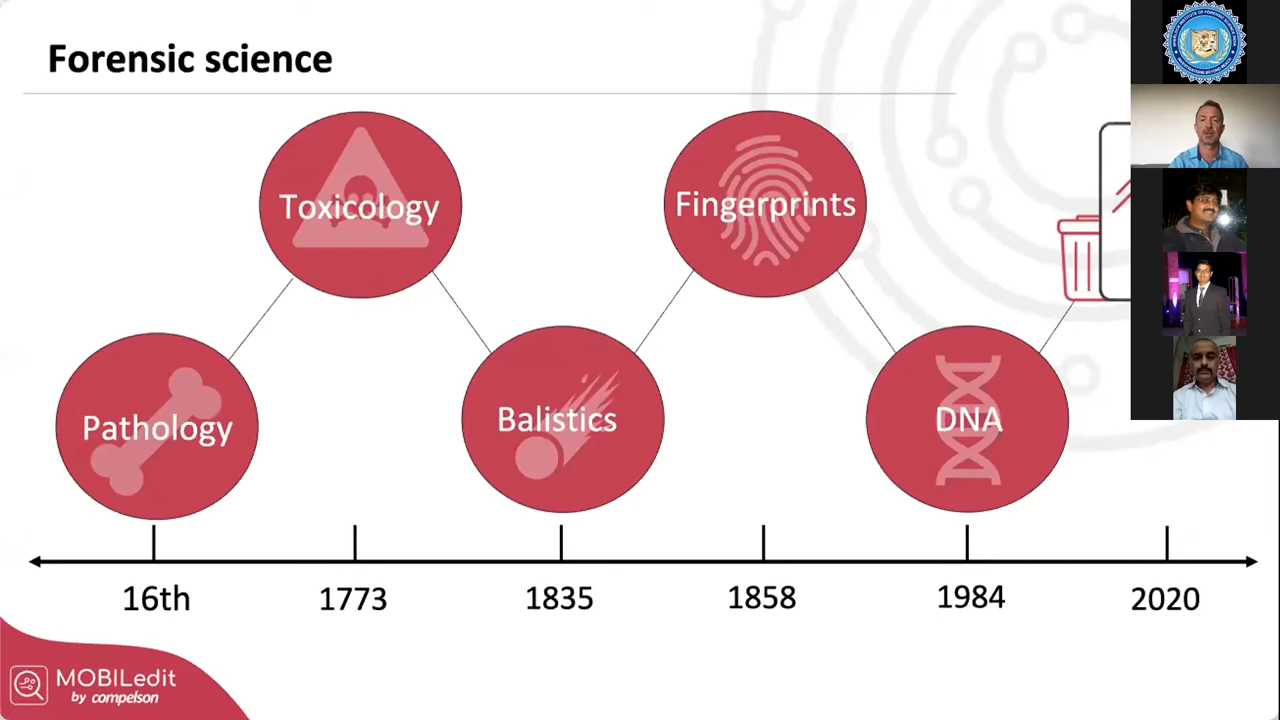 Forensic science
Toxicology
Fingerprints
Pathology
Balistics
DNA
16th
1773
1835
1858
1984
2020
MOBILedit
by compelson